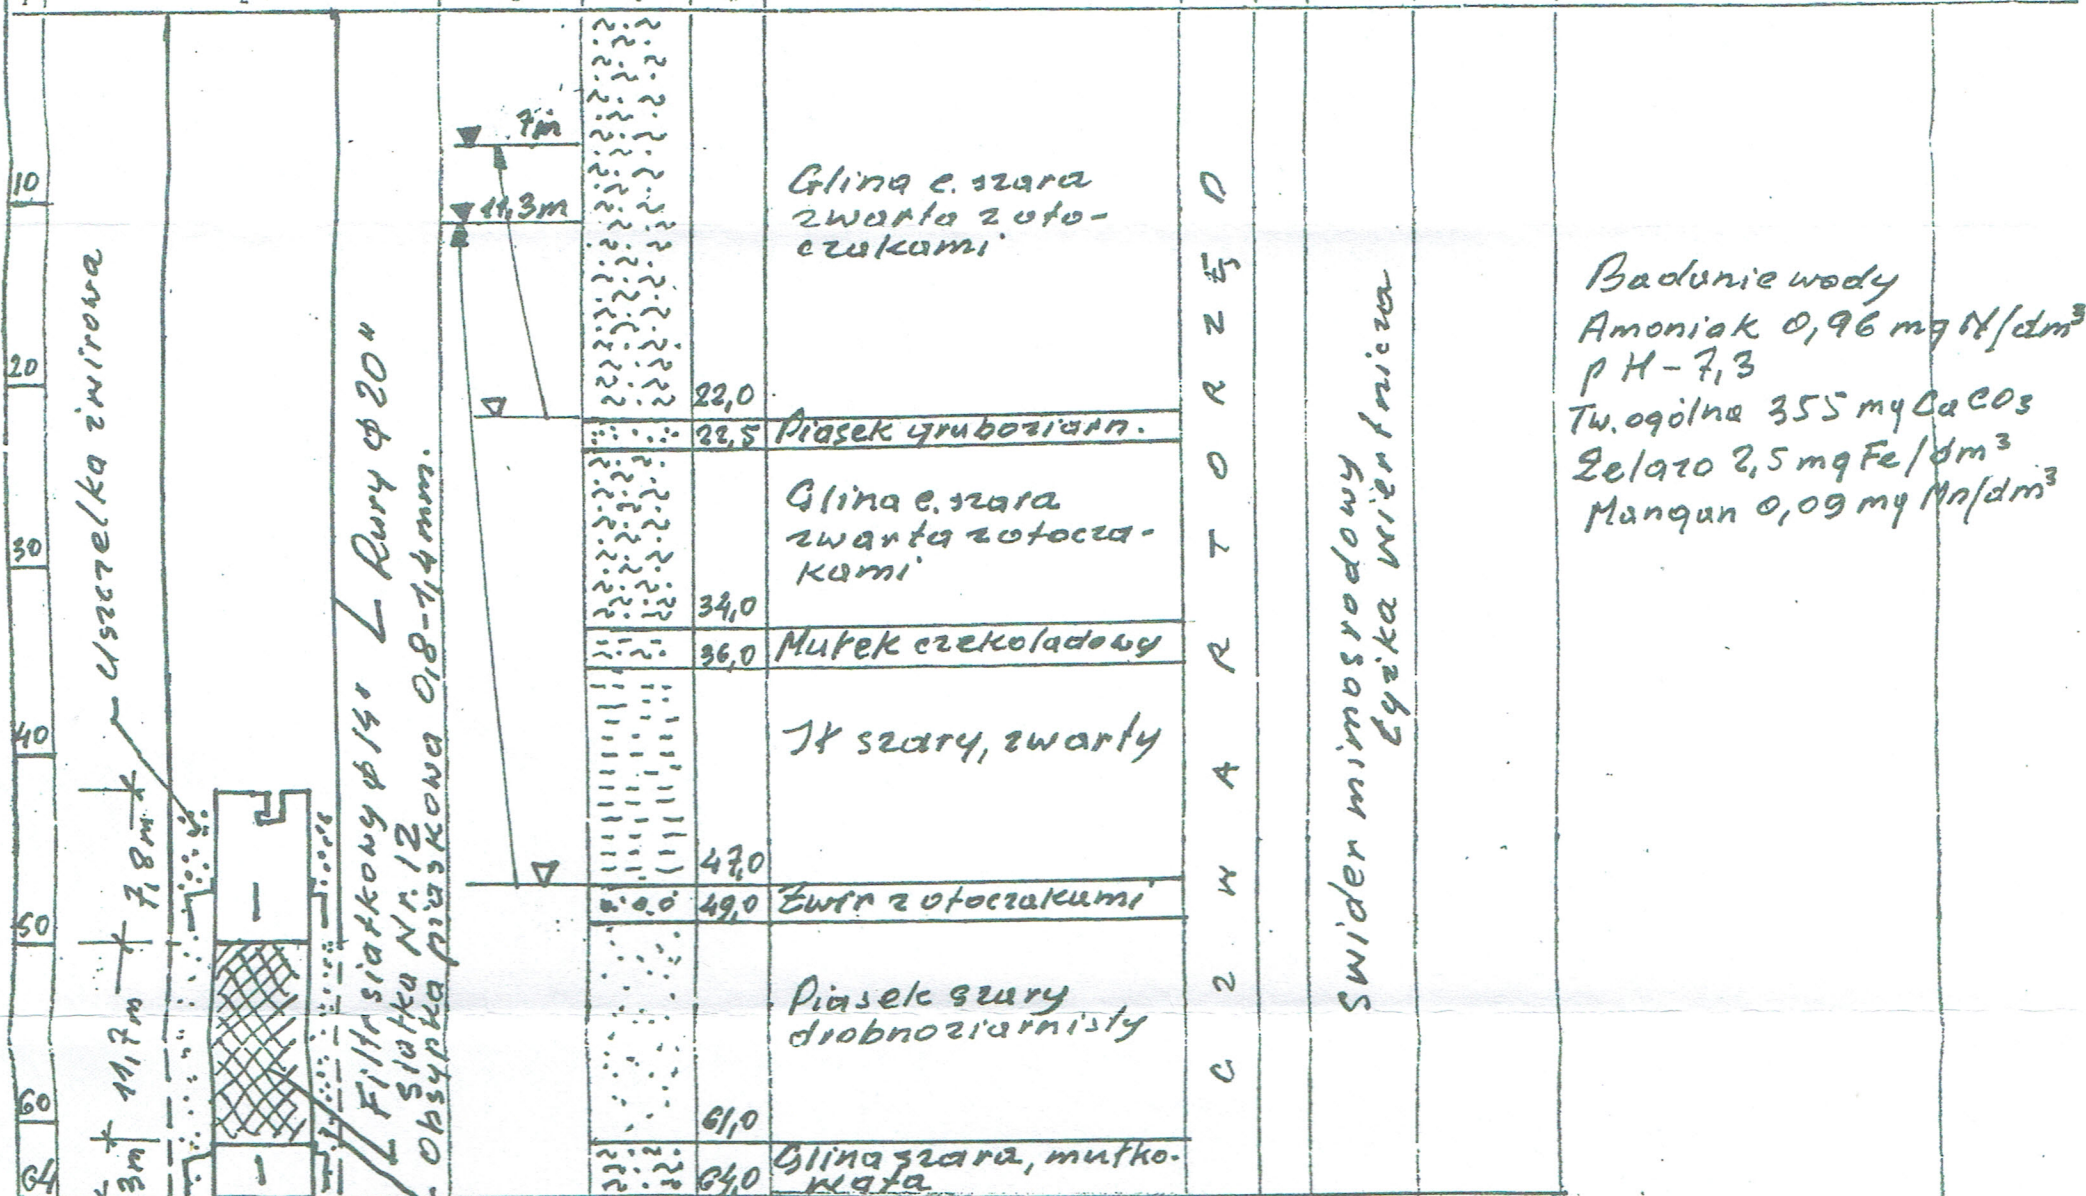 10
20
30
40
50
60
64
Uszczelka żwirowa
7,8m
11,7m
3m
Rury φ 20"
Filtr siatkowy φ 14"
Siatka Nr. 12
Obsypka piaskowa 0,8-1,4mm.
7m
11,3m
22,0
22,5
34,0
36,0
47,0
49,0
61,0
64,0
Glina c. szara
zwarta z oto-
czakami
Piasek gruboziarn.
Glina c. szara
zwarta z otocza-
kami
Mułek czekoladowy
Ił szary, zwarty
Żwir z otoczakami
Piasek szary
drobnoziarnisty
Glina szara, mułko-
wata
CZWARTORZĘD
Świder mimośrodowy
Łyżka wiertnicza
Badanie wody
Amoniak 0,96 mg N/dm³
pH - 7,3
Tw. ogólna 355 mg CaCO3
Żelazo 2,5 mg Fe/dm³
Mangan 0,09 mg Mn/dm³